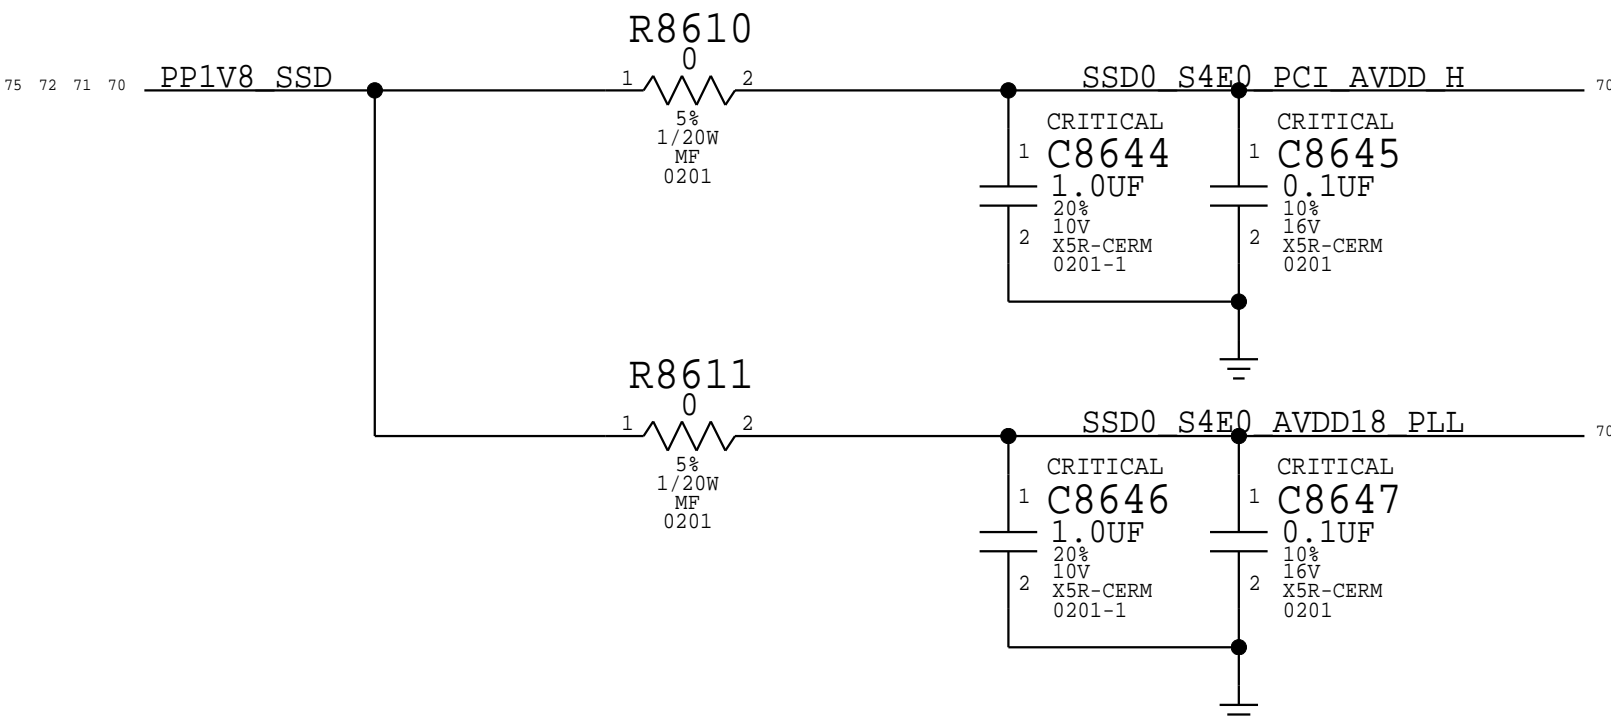 R8610
0
75 72 71 70 PP1V8_SSD 1 2 SSD0_S4E0_PCI_AVDD_H 70
5%
1/20W
MF
0201
CRITICAL
1 C8644
1.0UF
20%
10V
2 X5R-CERM
0201-1
CRITICAL
1 C8645
0.1UF
10%
16V
2 X5R-CERM
0201
R8611
0
1 2 SSD0_S4E0_AVDD18_PLL 70
5%
1/20W
MF
0201
CRITICAL
1 C8646
1.0UF
20%
10V
2 X5R-CERM
0201-1
CRITICAL
1 C8647
0.1UF
10%
16V
2 X5R-CERM
0201